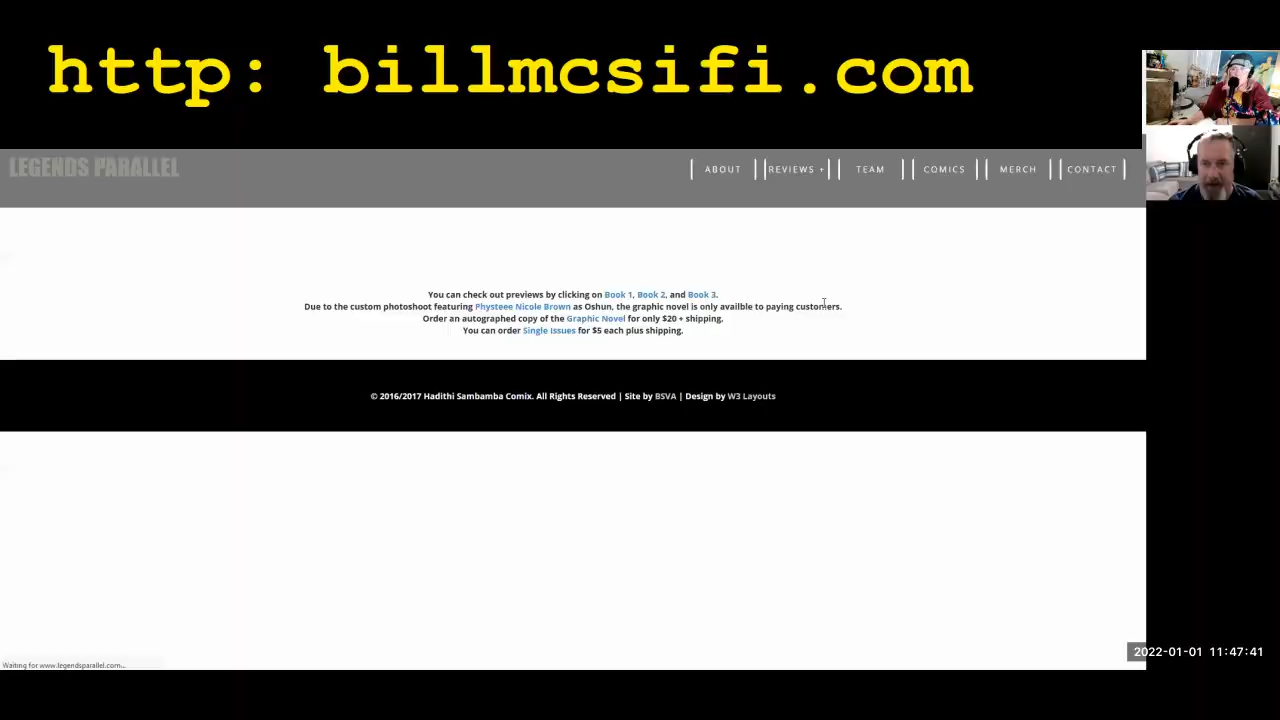 http: billmcsifi.com
LEGENDS PARALLEL
ABOUT
REVIEWS +
TEAM
COMICS
MERCH
CONTACT
You can check out previews by clicking on Book 1, Book 2, and Book 3.
Due to the custom photoshoot featuring Physteee Nicole Brown as Oshun, the graphic novel is only availble to paying customers.
Order an autographed copy of the Graphic Novel for only $20 + shipping.
You can order Single Issues for $5 each plus shipping.
© 2016/2017 Hadithi Sambamba Comix. All Rights Reserved | Site by BSVA | Design by W3 Layouts
Waiting for www.legendsparallel.com...
2022-01-01 11:47:41